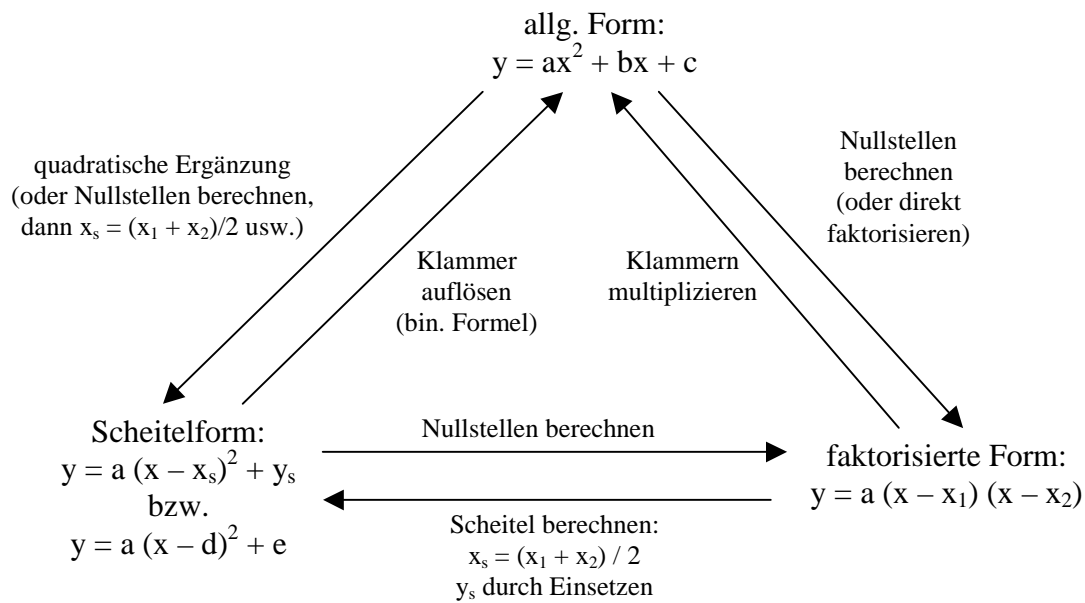 allg. Form:
y = ax² + bx + c
quadratische Ergänzung
(oder Nullstellen berechnen,
dann xₛ = (x₁ + x₂)/2 usw.)
Nullstellen
berechnen
(oder direkt
faktorisieren)
Klammer
auflösen
(bin. Formel)
Klammern
multiplizieren
Scheitelform:
y = a (x – xₛ)² + yₛ
bzw.
y = a (x – d)² + e
Nullstellen berechnen
faktorisierte Form:
y = a (x – x₁) (x – x₂)
Scheitel berechnen:
xₛ = (x₁ + x₂) / 2
yₛ durch Einsetzen